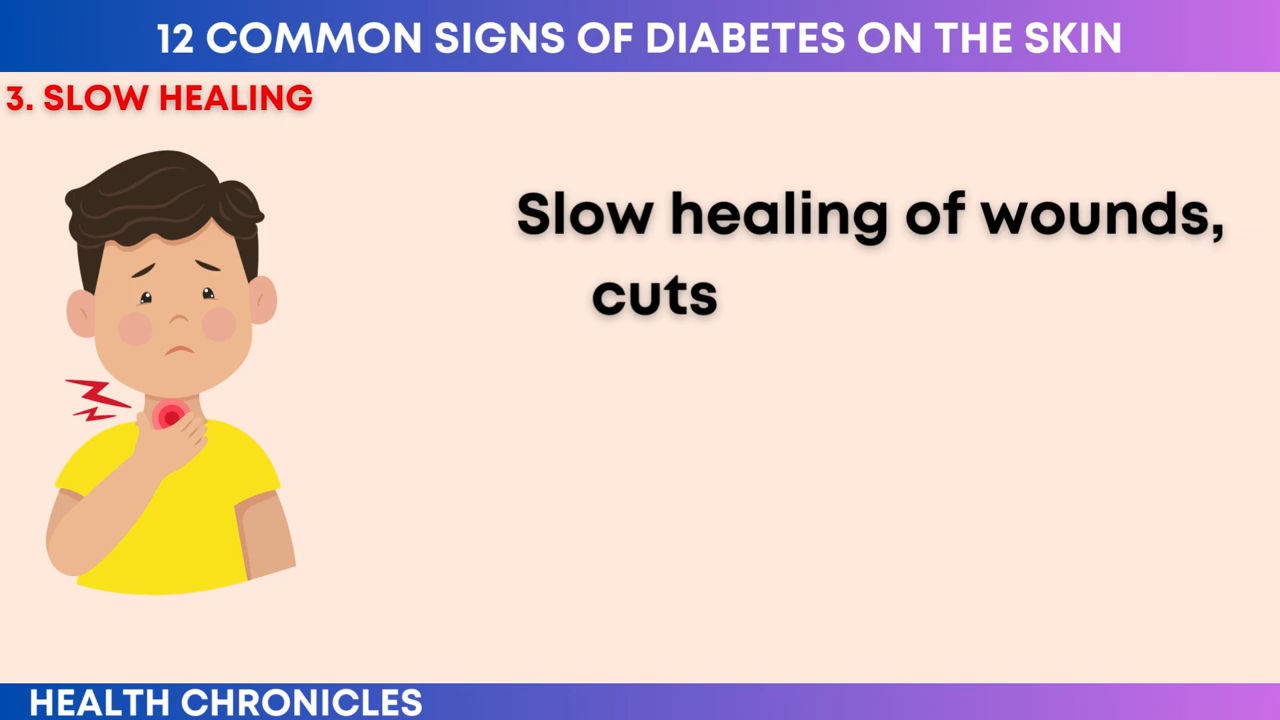 12 COMMON SIGNS OF DIABETES ON THE SKIN
3. SLOW HEALING
Slow healing of wounds,
cuts
HEALTH CHRONICLES